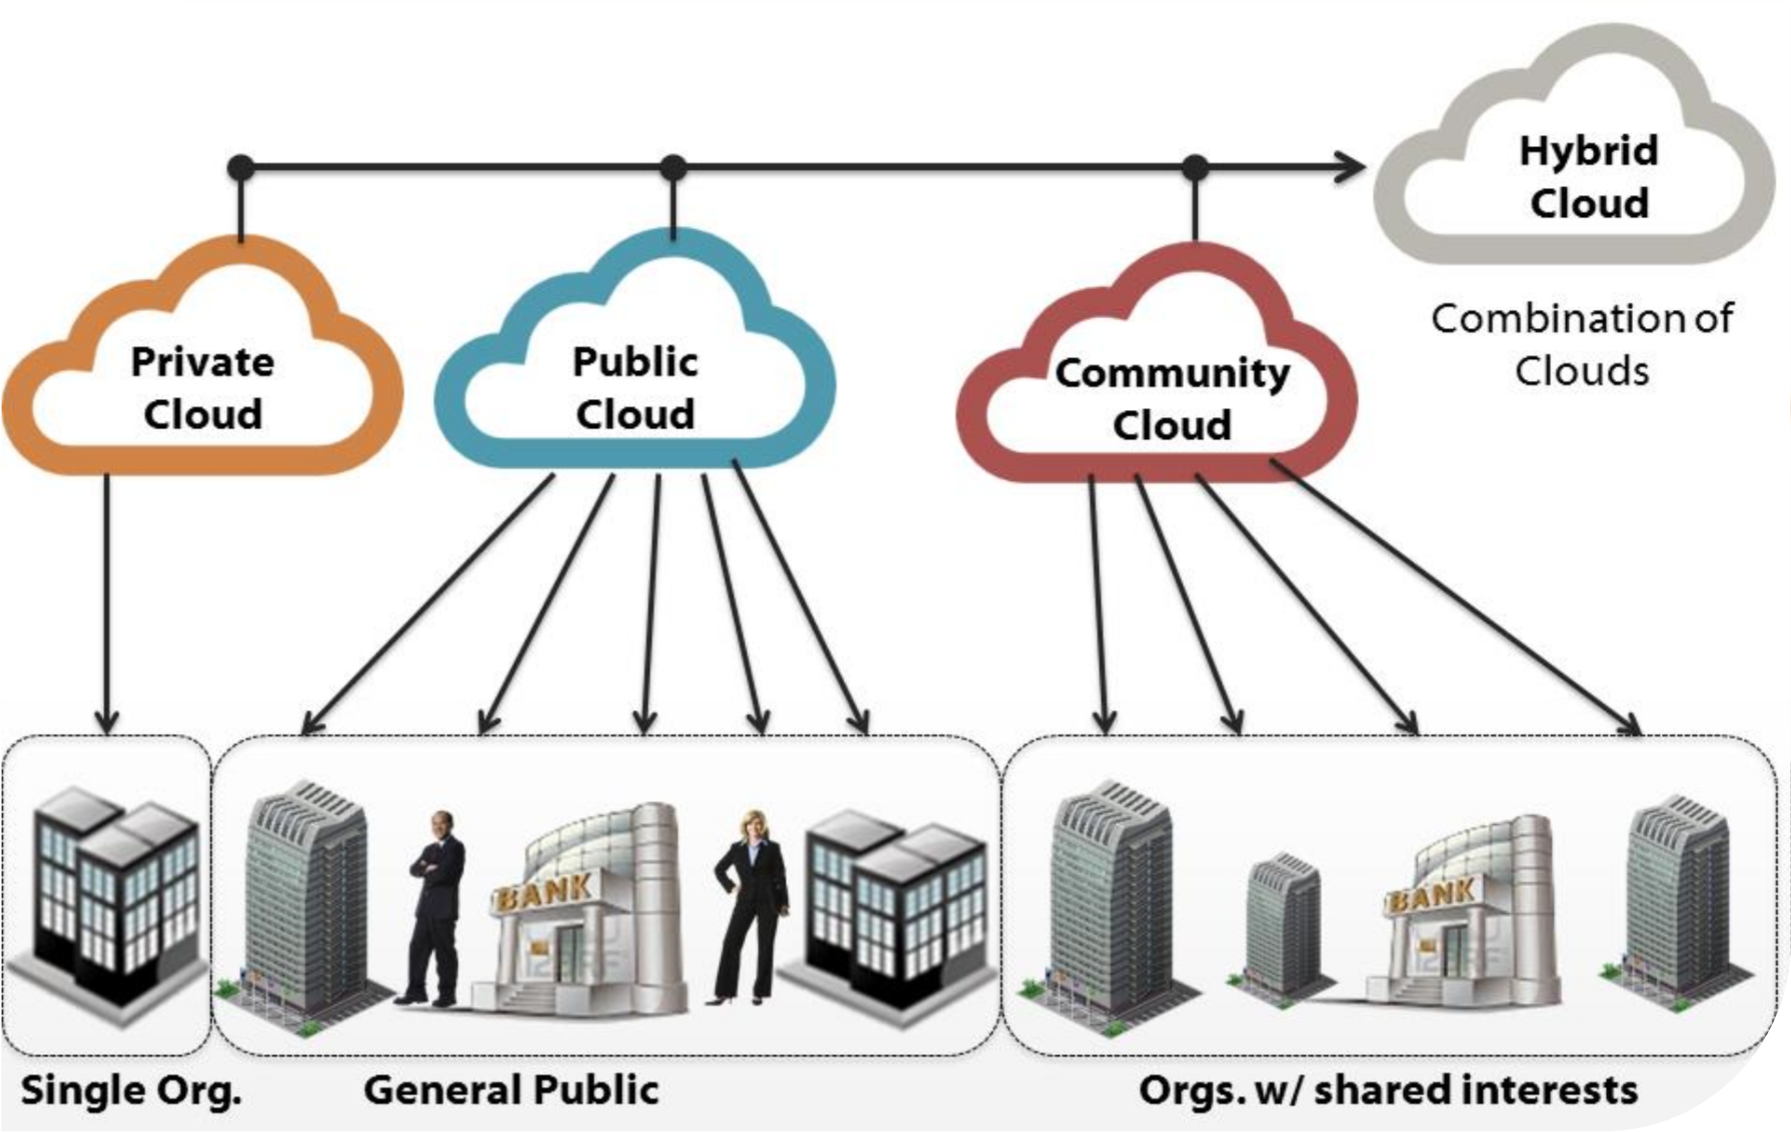 Hybrid
Cloud
Combination of
Clouds
Private
Cloud
Public
Cloud
Community
Cloud
BANK
BANK
Single Org.
General Public
Orgs. w/ shared interests